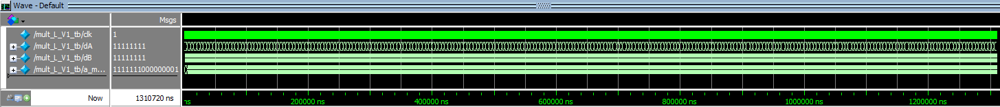 Wave - Default
Msgs
/mult_L_V1_tb/clk 1
/mult_L_V1_tb/dA 11111111
/mult_L_V1_tb/dB 11111111
/mult_L_V1_tb/a_m... 1111111000000001
Now 1310720 ns
ns 200000 ns 400000 ns 600000 ns 800000 ns 1000000 ns 1200000 ns